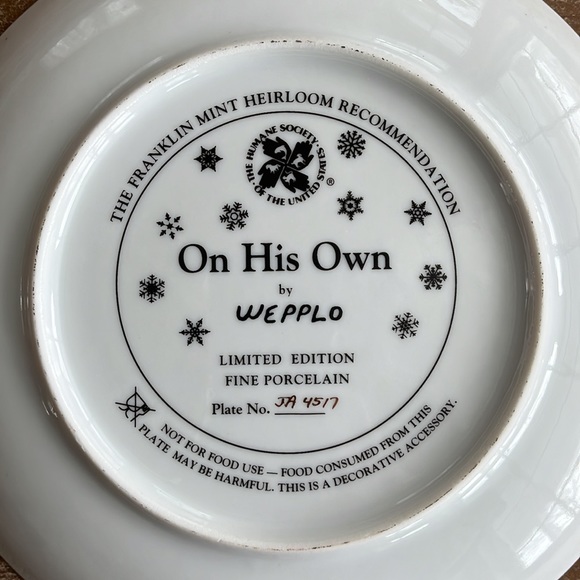 THE FRANKLIN MINT HEIRLOOM RECOMMENDATION
THE HUMANE SOCIETY
OF THE UNITED STATES ®
On His Own
by
WEPPLO
LIMITED EDITION
FINE PORCELAIN
Plate No. JA 4517
NOT FOR FOOD USE — FOOD CONSUMED FROM THIS
PLATE MAY BE HARMFUL. THIS IS A DECORATIVE ACCESSORY.